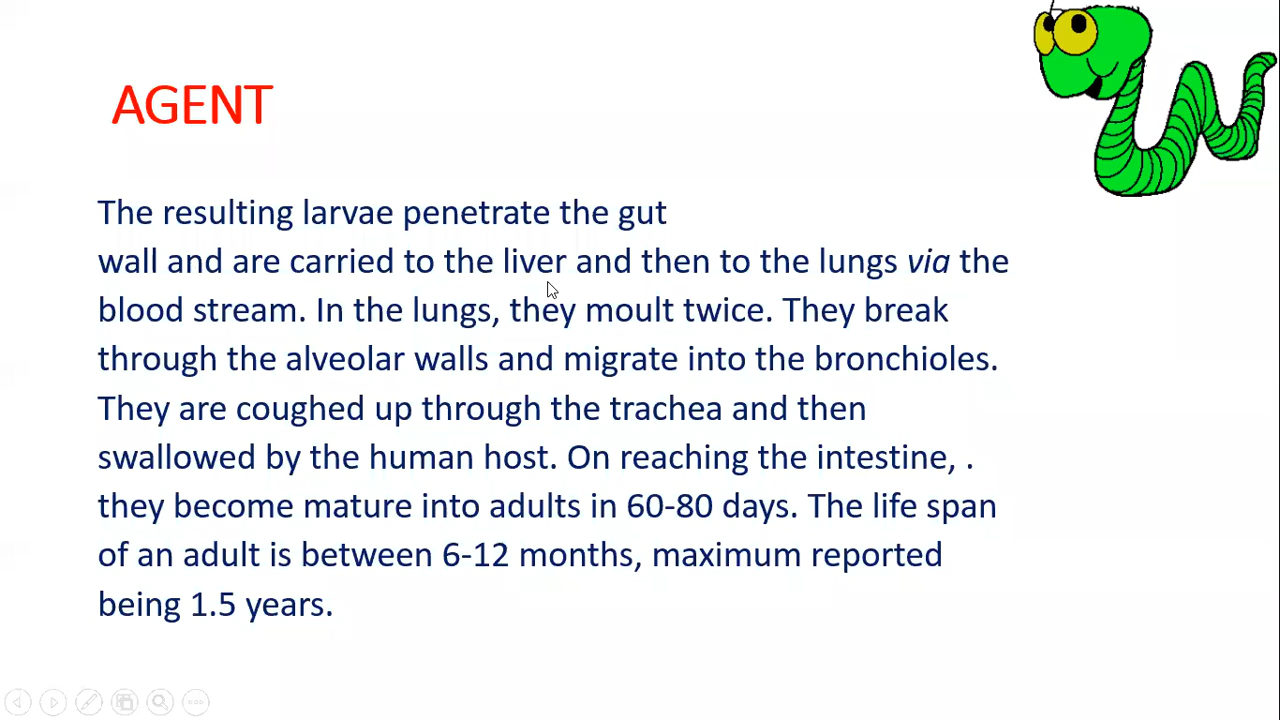 AGENT
The resulting larvae penetrate the gut
wall and are carried to the liver and then to the lungs via the
blood stream. In the lungs, they moult twice. They break
through the alveolar walls and migrate into the bronchioles.
They are coughed up through the trachea and then
swallowed by the human host. On reaching the intestine, .
they become mature into adults in 60-80 days. The life span
of an adult is between 6-12 months, maximum reported
being 1.5 years.